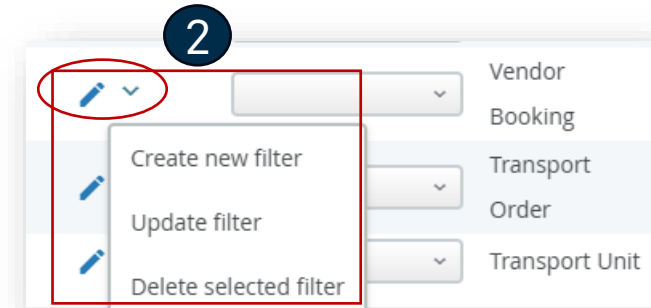 2
Vendor
Booking
Create new filter
Transport
Update filter
Order
Delete selected filter
Transport Unit